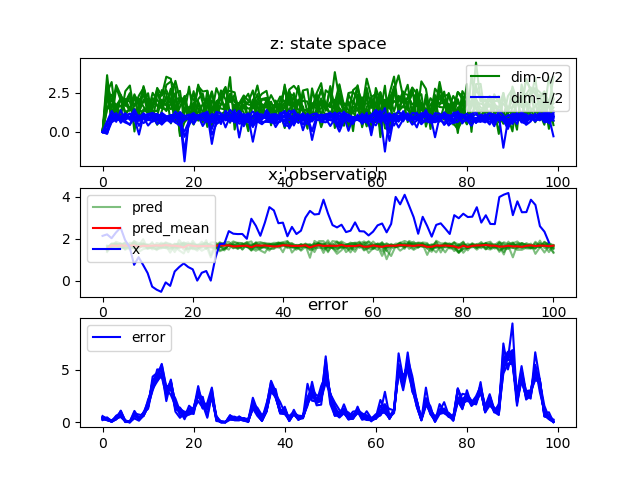 z: state space
2.5
0.0
dim-0/2
dim-1/2
0 20 40 60 80 100
x: observation
4
2
0
pred
pred_mean
x
0 20 40 60 80 100
error
5
0
error
0 20 40 60 80 100